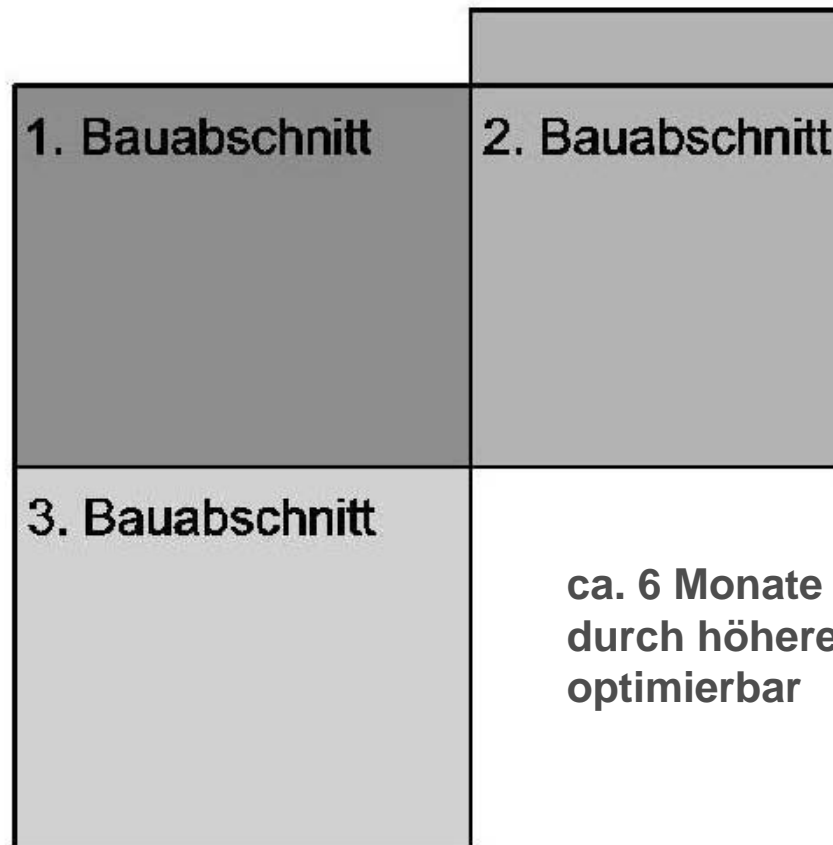 1. Bauabschnitt
2. Bauabschnitt
3. Bauabschnitt
ca. 6 Monate
durch höhere
optimierbar